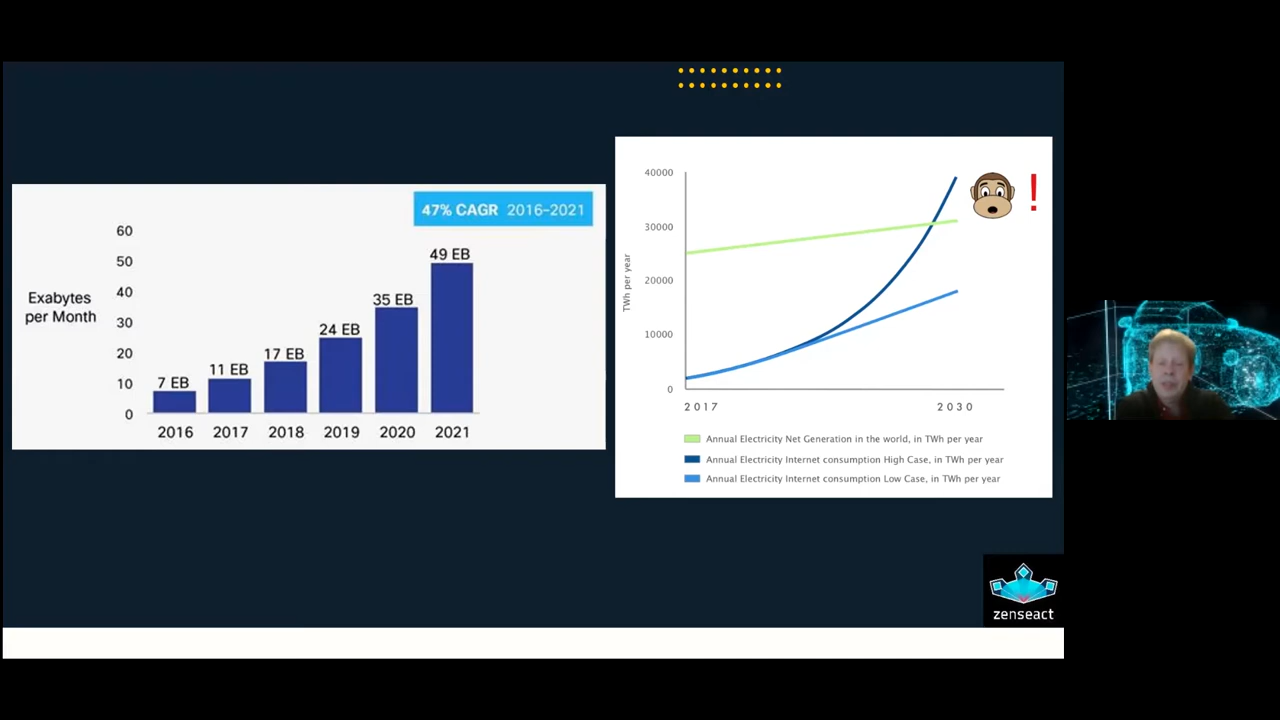 47% CAGR 2016–2021
60
50
40
30
20
10
0
Exabytes
per Month
7 EB
11 EB
17 EB
24 EB
35 EB
49 EB
2016 2017 2018 2019 2020 2021
40000
30000
20000
10000
0
TWh per year
!
2017 2030
Annual Electricity Net Generation in the world, in TWh per year
Annual Electricity Internet consumption High Case, in TWh per year
Annual Electricity Internet consumption Low Case, in TWh per year
zenseact